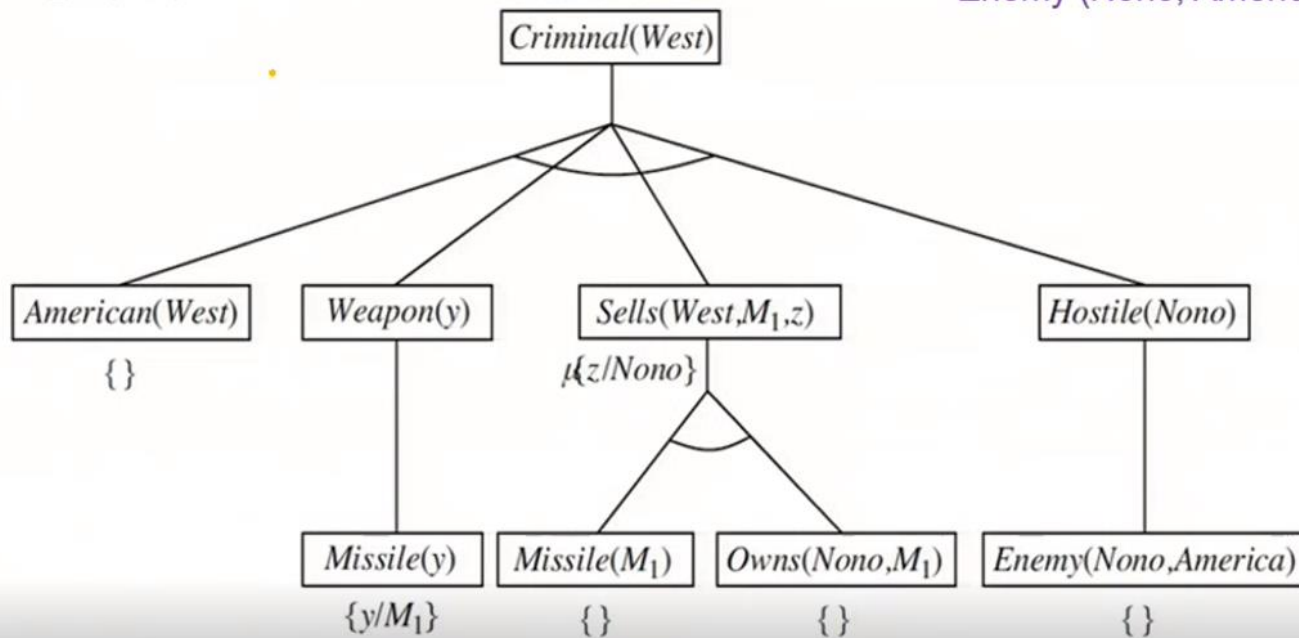 Criminal(West)
American(West)
Weapon(y)
Sells(West,M₁,z)
Hostile(Nono)
{ }
{z/Nono}
Missile(y)
Missile(M₁)
Owns(Nono,M₁)
Enemy(Nono,America)
{y/M₁}
{ }
{ }
{ }